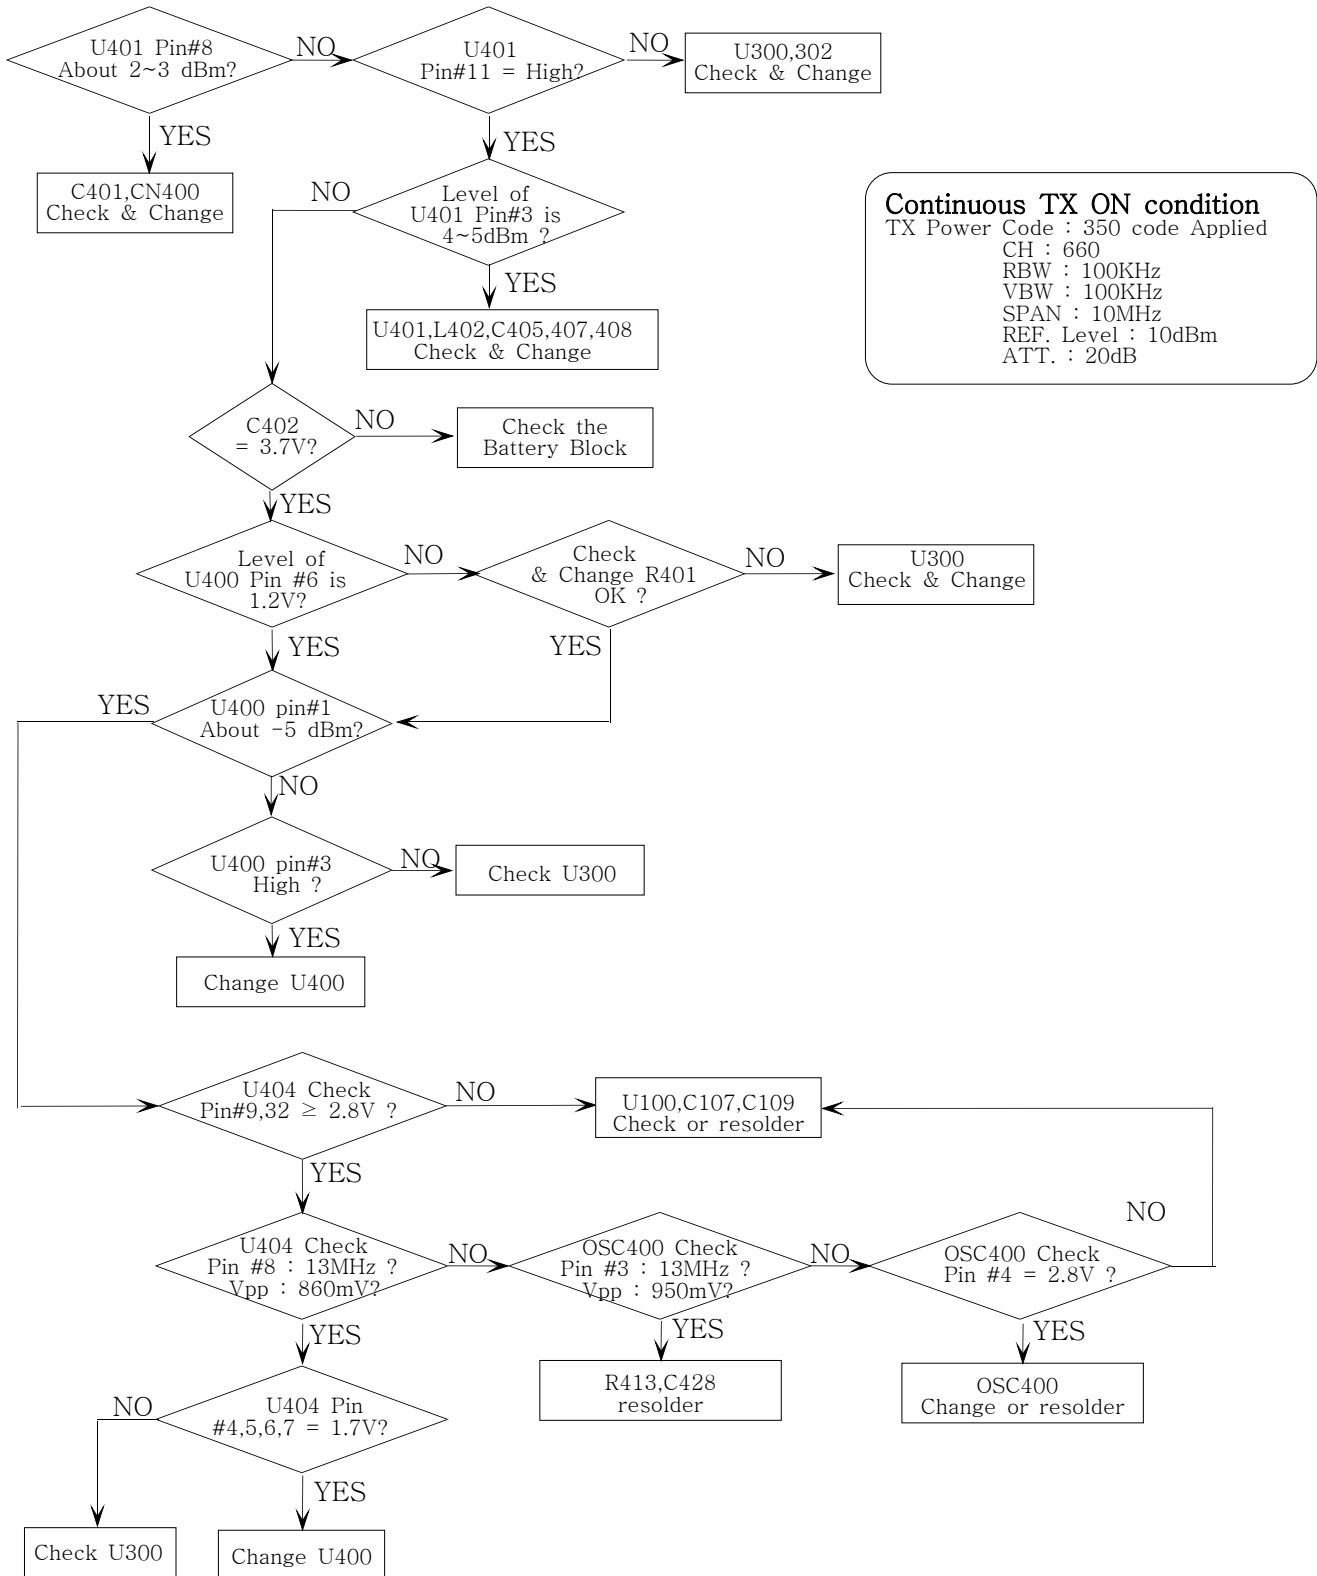 U401 Pin#8
About 2~3 dBm?
NO
U401
Pin#11 = High?
NO
U300,302
Check & Change
YES
C401,CN400
Check & Change
YES
Level of
U401 Pin#3 is
4~5dBm ?
NO
YES
U401,L402,C405,407,408
Check & Change
Continuous TX ON condition
TX Power Code : 350 code Applied
CH : 660
RBW : 100KHz
VBW : 100KHz
SPAN : 10MHz
REF. Level : 10dBm
ATT. : 20dB
C402
= 3.7V?
NO
Check the
Battery Block
YES
Level of
U400 Pin #6 is
1.2V?
NO
Check
& Change R401
OK ?
NO
U300
Check & Change
YES
YES
U400 pin#1
About -5 dBm?
YES
NO
U400 pin#3
High ?
NO
Check U300
YES
Change U400
U404 Check
Pin#9,32 ≥ 2.8V ?
NO
U100,C107,C109
Check or resolder
YES
U404 Check
Pin #8 : 13MHz ?
Vpp : 860mV?
NO
OSC400 Check
Pin #3 : 13MHz ?
Vpp : 950mV?
NO
OSC400 Check
Pin #4 = 2.8V ?
NO
YES
YES
R413,C428
resolder
YES
OSC400
Change or resolder
U404 Pin
#4,5,6,7 = 1.7V?
NO
YES
Check U300
Change U400